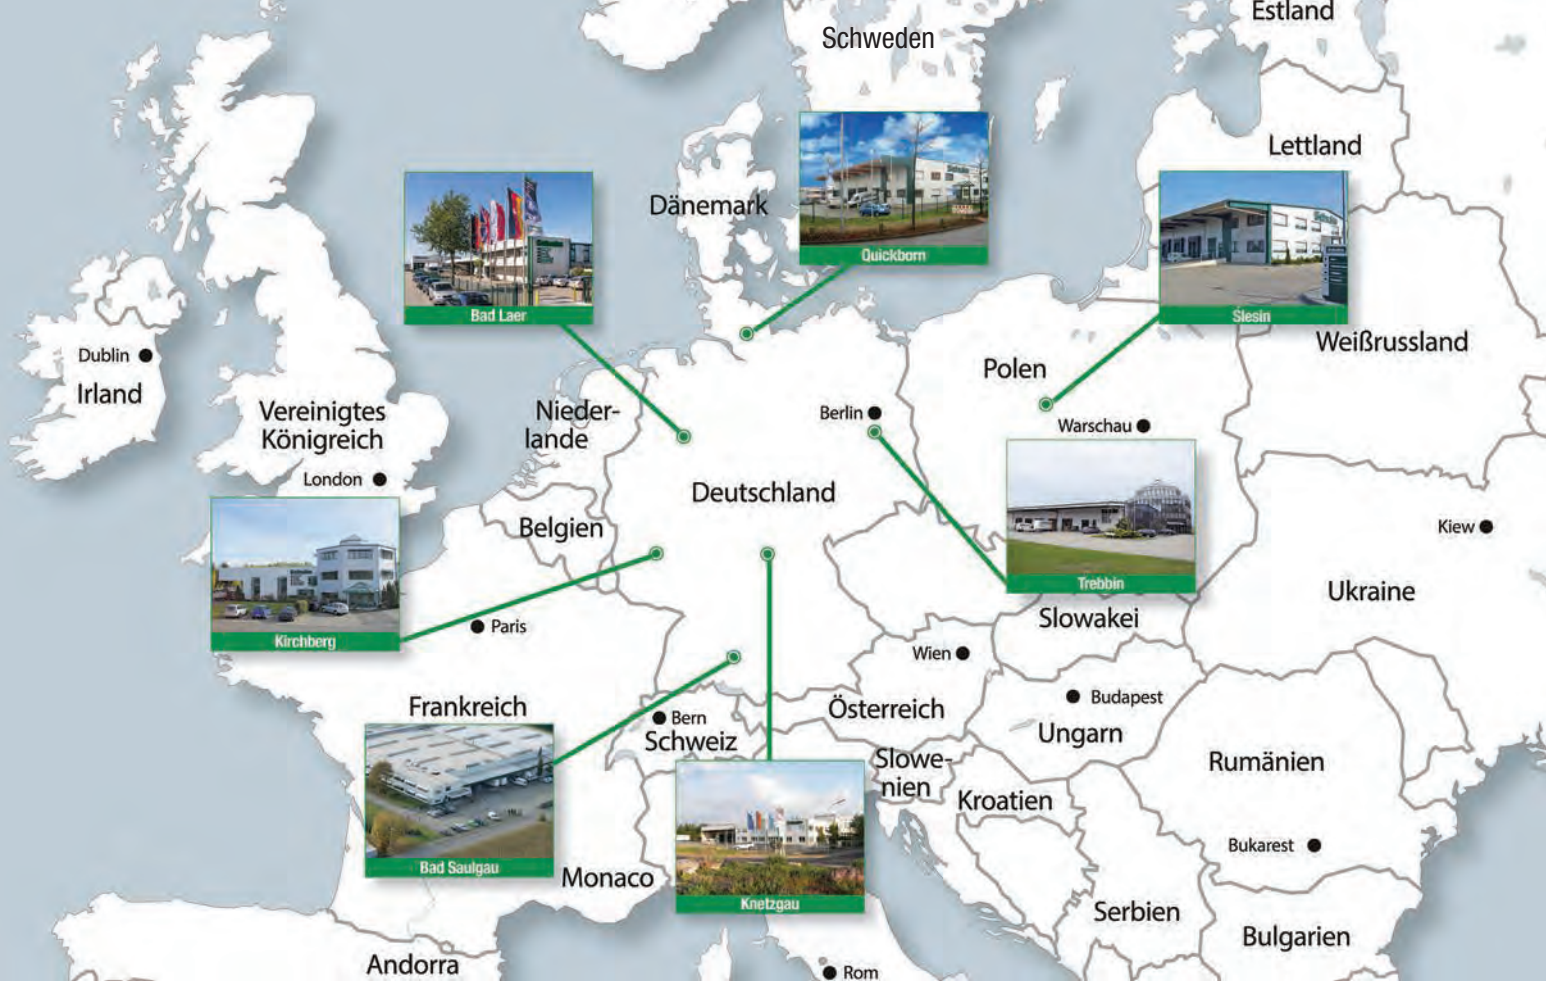 Estland
Schweden
Lettland
Dänemark
Quickborn
Bad Laer
Slesin
Weißrussland
Dublin
Irland
Polen
Vereinigtes
Königreich
Nieder-
lande
Berlin
Warschau
London
Deutschland
Belgien
Kiew
Trebbin
Ukraine
Kirchberg
Paris
Slowakei
Wien
Budapest
Frankreich
Bern
Schweiz
Österreich
Ungarn
Slowe-
nien
Rumänien
Kroatien
Bukarest
Bad Saulgau
Monaco
Knetzgau
Serbien
Bulgarien
Andorra
Rom